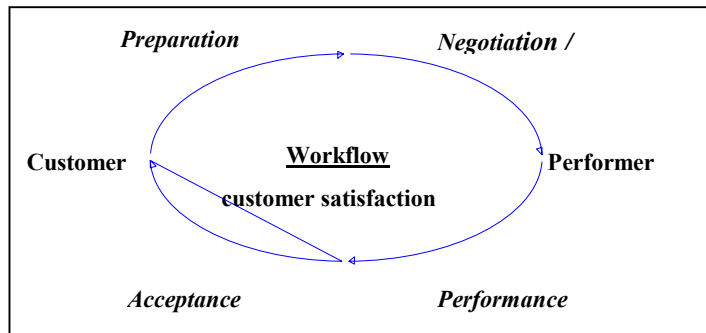 Preparation
Negotiation /
Customer
Workflow
Performer
customer satisfaction
Acceptance
Performance